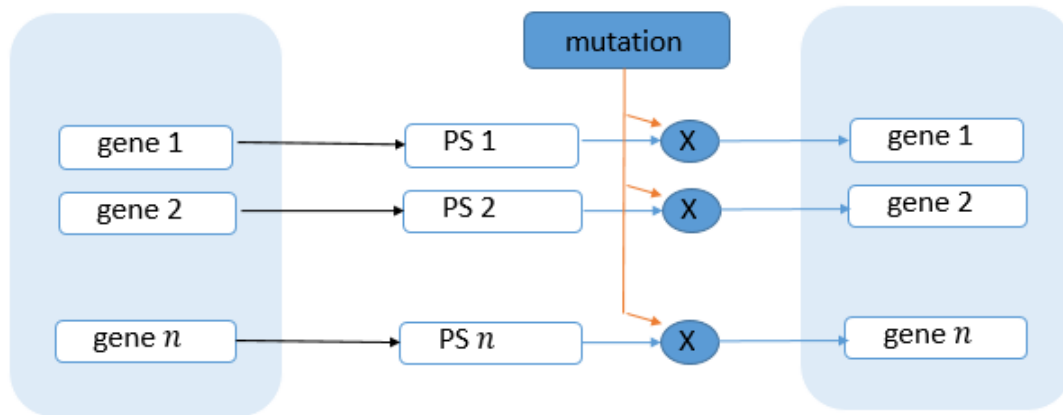 mutation
gene 1
PS 1
X
gene 1
gene 2
PS 2
X
gene 2
gene n
PS n
X
gene n